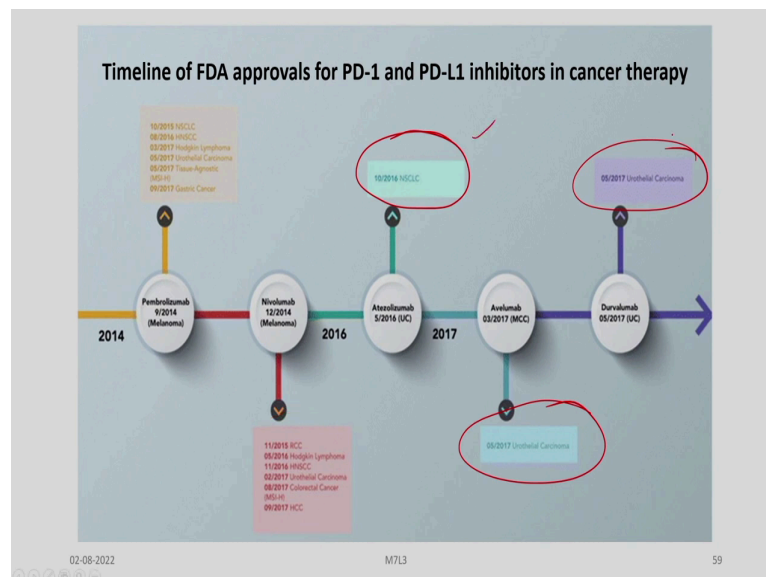 Timeline of FDA approvals for PD-1 and PD-L1 inhibitors in cancer therapy
10/2015 NSCLC
08/2016 HNSCC
03/2017 Hodgkin Lymphoma
05/2017 Urothelial Carcinoma
05/2017 Tissue-Agnostic
(MSI-H)
09/2017 Gastric Cancer
10/2016 NSCLC
05/2017 Urothelial Carcinoma
2014
Pembrolizumab
9/2014
(Melanoma)
Nivolumab
12/2014
(Melanoma)
2016
Atezolizumab
5/2016 (UC)
2017
Avelumab
03/2017 (MCC)
Durvalumab
05/2017 (UC)
11/2015 RCC
05/2016 Hodgkin Lymphoma
11/2016 HNSCC
02/2017 Urothelial Carcinoma
08/2017 Colorectal Cancer
(MSI-H)
09/2017 HCC
05/2017 Urothelial Carcinoma
02-08-2022
M7L3
59